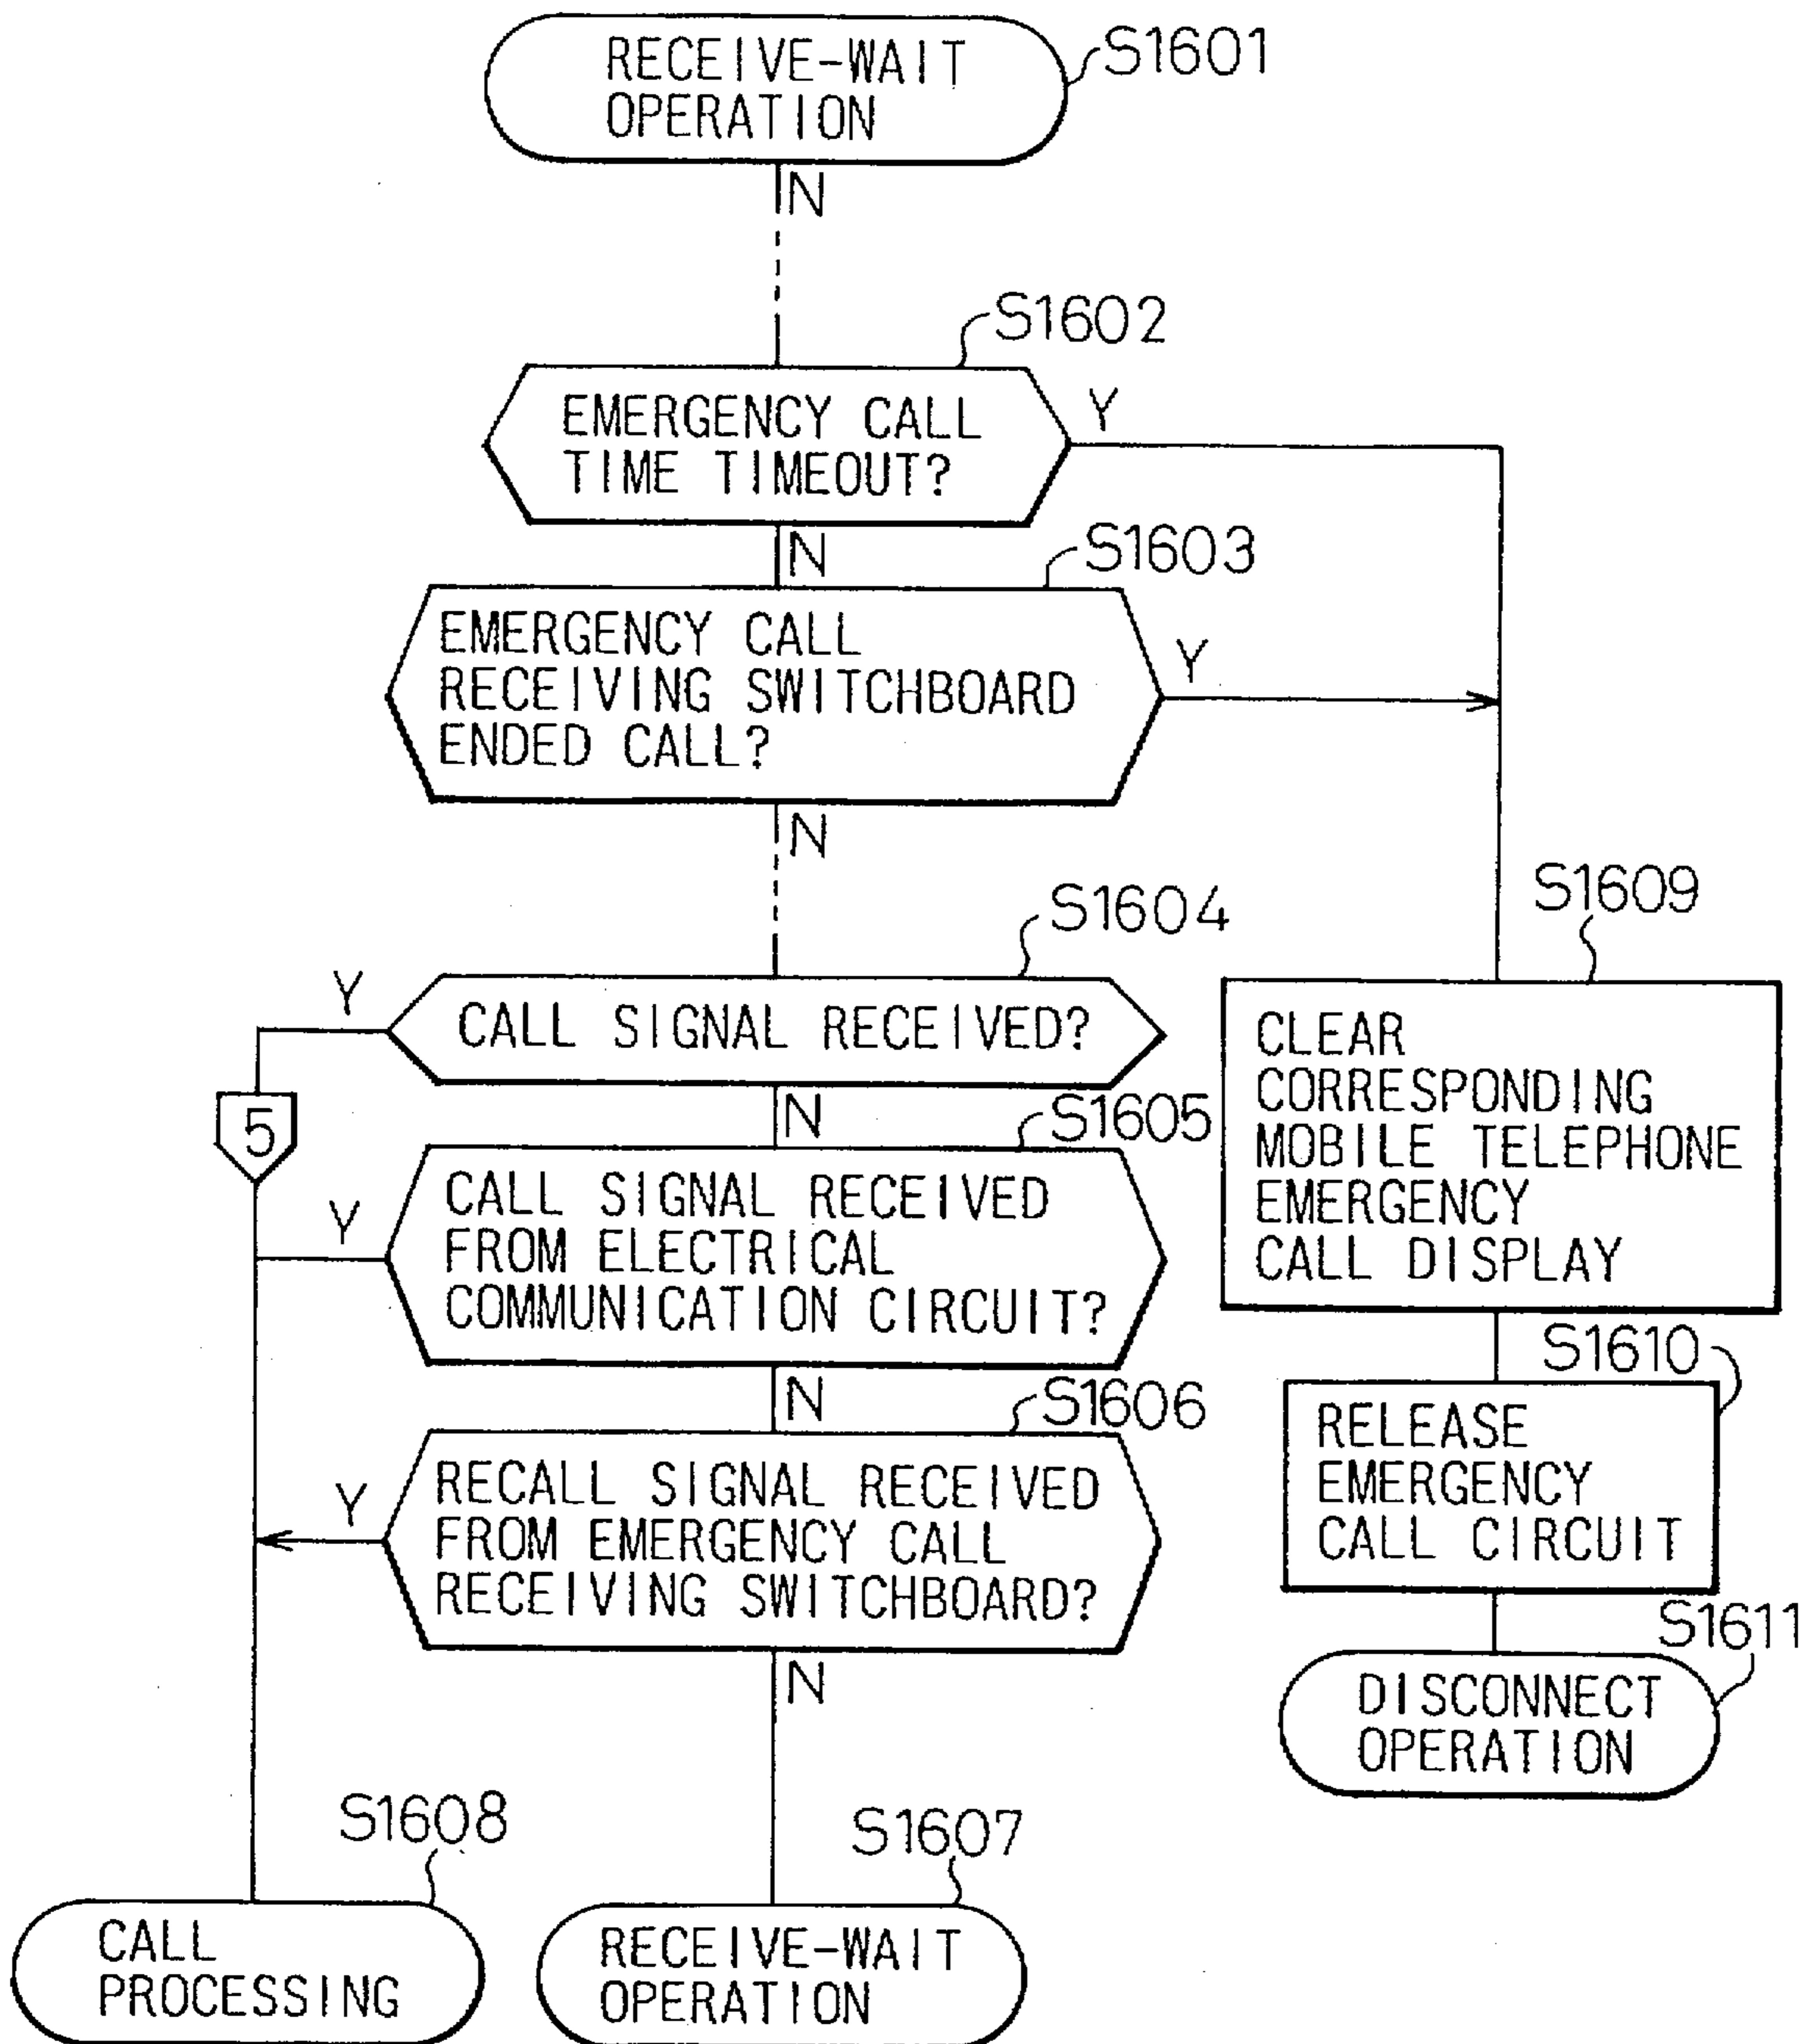 RECEIVE-WAIT
OPERATION
S1601
N
S1602
EMERGENCY CALL
TIME TIMEOUT?
Y
N
S1603
EMERGENCY CALL
RECEIVING SWITCHBOARD
ENDED CALL?
Y
N
S1604
Y
CALL SIGNAL RECEIVED?
N
5
S1605
CALL SIGNAL RECEIVED
FROM ELECTRICAL
COMMUNICATION CIRCUIT?
Y
N
S1606
RECALL SIGNAL RECEIVED
FROM EMERGENCY CALL
RECEIVING SWITCHBOARD?
Y
N
S1609
CLEAR
CORRESPONDING
MOBILE TELEPHONE
EMERGENCY
CALL DISPLAY
S1610
RELEASE
EMERGENCY
CALL CIRCUIT
S1611
DISCONNECT
OPERATION
S1608
CALL
PROCESSING
S1607
RECEIVE-WAIT
OPERATION